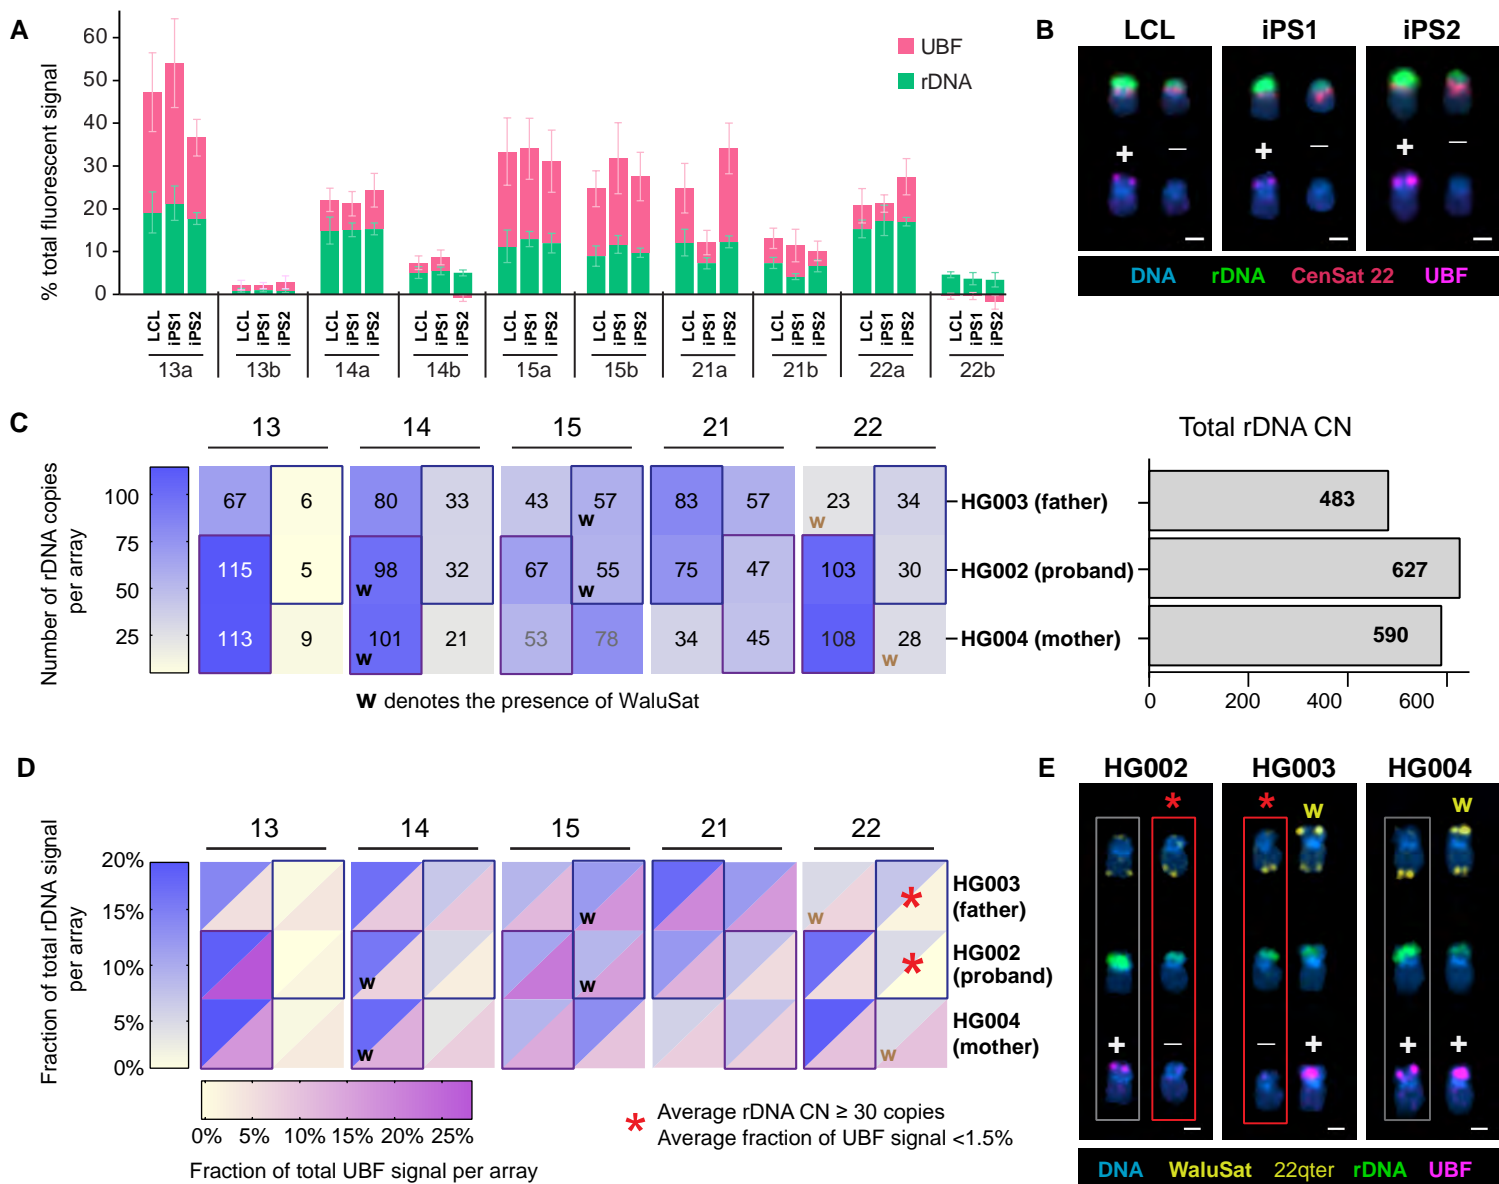 A
% total fluorescent signal
60
50
40
30
20
10
0
UBF
rDNA
LCL iPS1 iPS2 LCL iPS1 iPS2 LCL iPS1 iPS2 LCL iPS1 iPS2 LCL iPS1 iPS2 LCL iPS1 iPS2 LCL iPS1 iPS2 LCL iPS1 iPS2 LCL iPS1 iPS2 LCL iPS1 iPS2
13a 13b 14a 14b 15a 15b 21a 21b 22a 22b
B
LCL iPS1 iPS2
+ – + – + –
DNA rDNA CenSat 22 UBF
C
13 14 15 21 22
Number of rDNA copies
per array
100
75
50
25
67 6 80 33 43 57 83 57 23 34 HG003 (father)
w w
115 5 98 32 67 55 75 47 103 30 HG002 (proband)
w w
113 9 101 21 53 78 34 45 108 28 HG004 (mother)
w w
w denotes the presence of WaluSat
Total rDNA CN
483
627
590
0 200 400 600
D
13 14 15 21 22
Fraction of total rDNA signal
per array
20%
15%
10%
5%
0%
HG003
(father)
w w *
HG002
(proband)
w w *
HG004
(mother)
w w
0% 5% 10% 15% 20% 25%
Fraction of total UBF signal per array
* Average rDNA CN ≥ 30 copies
Average fraction of UBF signal <1.5%
E
HG002 HG003 HG004
* * w w
+ – – + + +
DNA WaluSat 22qter rDNA UBF